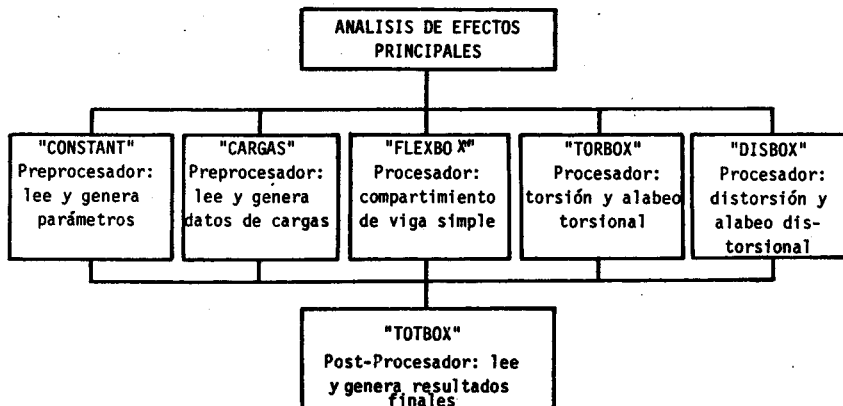 ANALISIS DE EFECTOS
PRINCIPALES
"CONSTANT"
Preprocesador:
lee y genera
parámetros
"CARGAS"
Preprocesador:
lee y genera
datos de cargas
"FLEXBOX"
Procesador:
compartimiento
de viga simple
"TORBOX"
Procesador:
torsión y alabeo
torsional
"DISBOX"
Procesador:
distorsión y
alabeo dis-
torsional
"TOTBOX"
Post-Procesador: lee
y genera resultados
finales